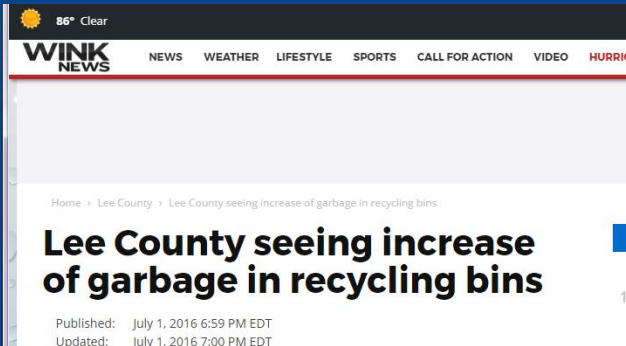 86° Clear
WINK NEWS
NEWS WEATHER LIFESTYLE SPORTS CALL FOR ACTION VIDEO
Home › Lee County › Lee County seeing increase of garbage in recycling bins
Lee County seeing increase
of garbage in recycling bins
1
Published: July 1, 2016 6:59 PM EDT
Updated: July 1, 2016 7:00 PM EDT